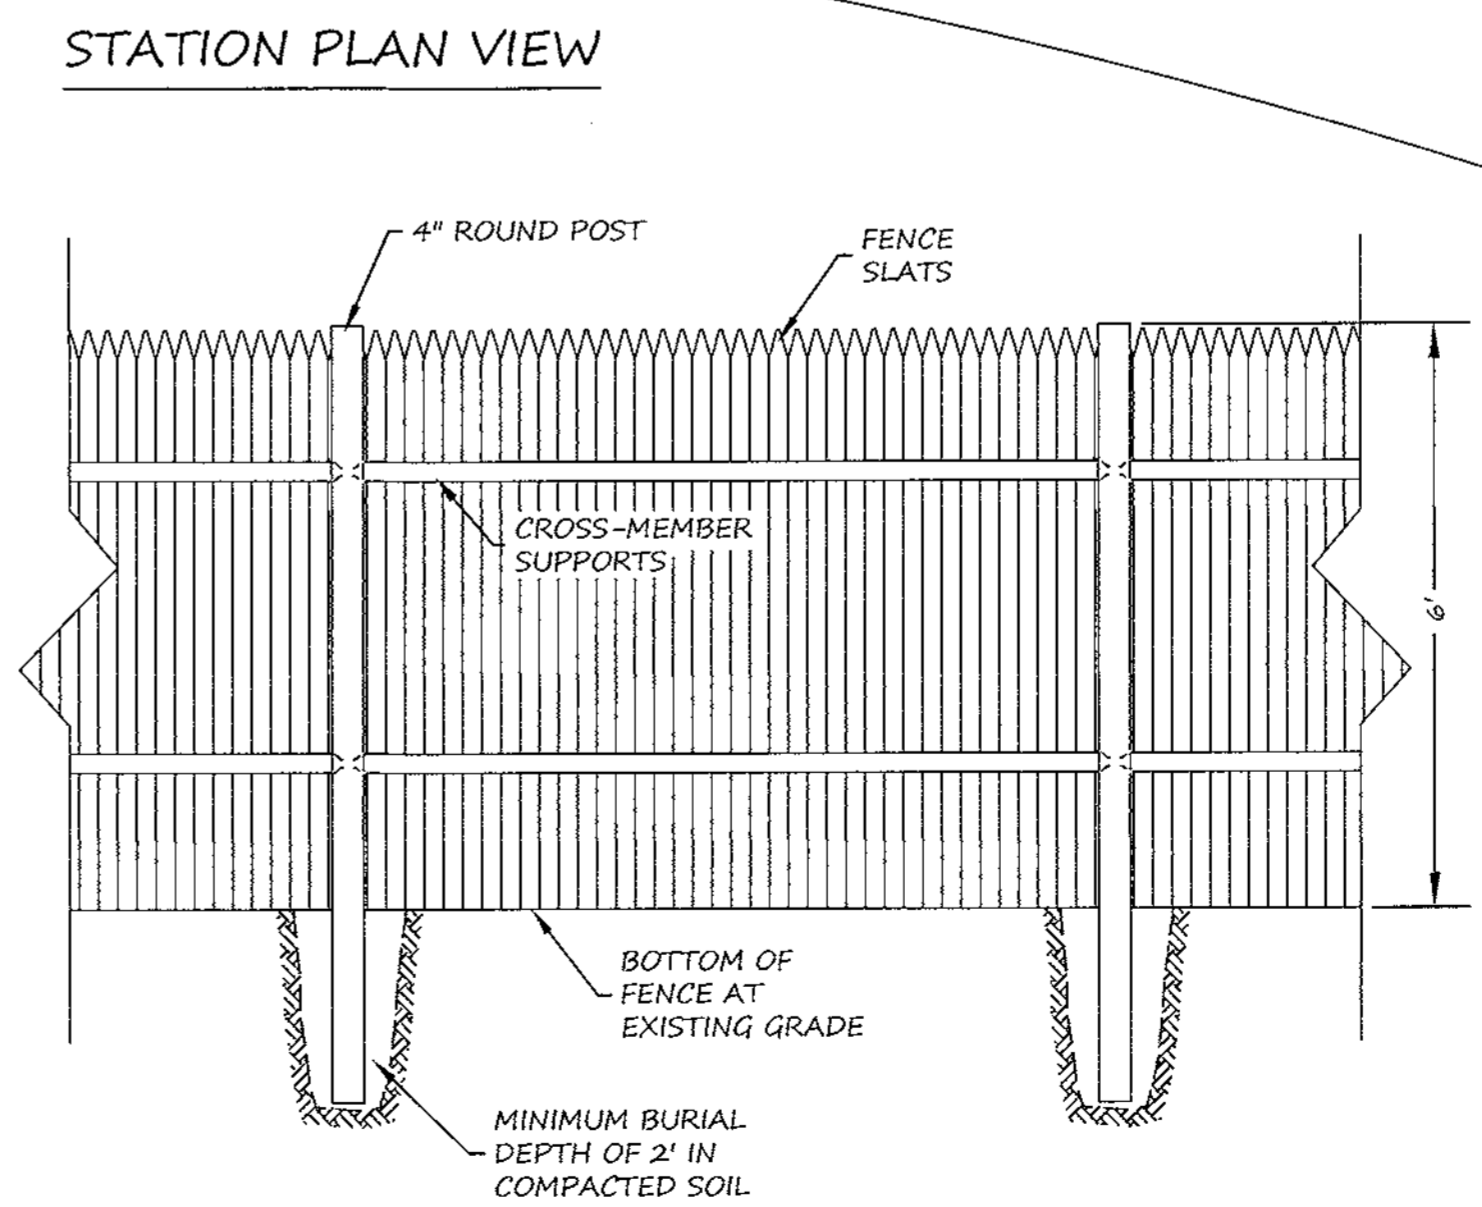 STATION PLAN VIEW
4" ROUND POST
FENCE
SLATS
CROSS-MEMBER
SUPPORTS
6'
BOTTOM OF
FENCE AT
EXISTING GRADE
MINIMUM BURIAL
DEPTH OF 2' IN
COMPACTED SOIL